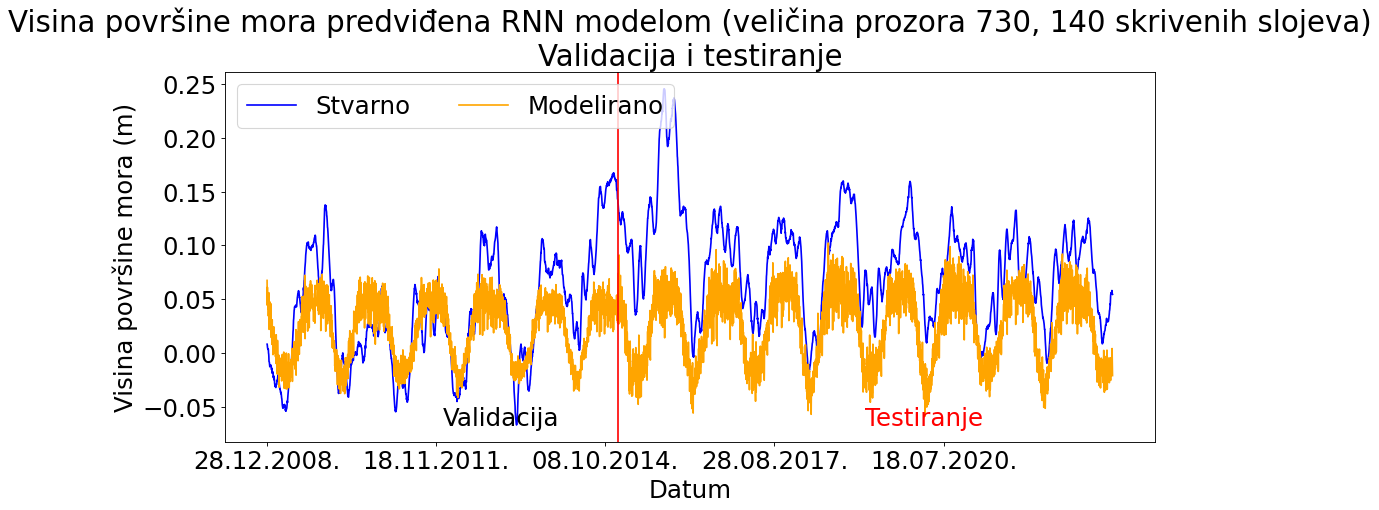 Visina površine mora predviđena RNN modelom (veličina prozora 730, 140 skrivenih slojeva)
Validacija i testiranje
Stvarno
Modelirano
Visina površine mora (m)
0.25
0.20
0.15
0.10
0.05
0.00
−0.05
Validacija
Testiranje
28.12.2008.
18.11.2011.
08.10.2014.
28.08.2017.
18.07.2020.
Datum